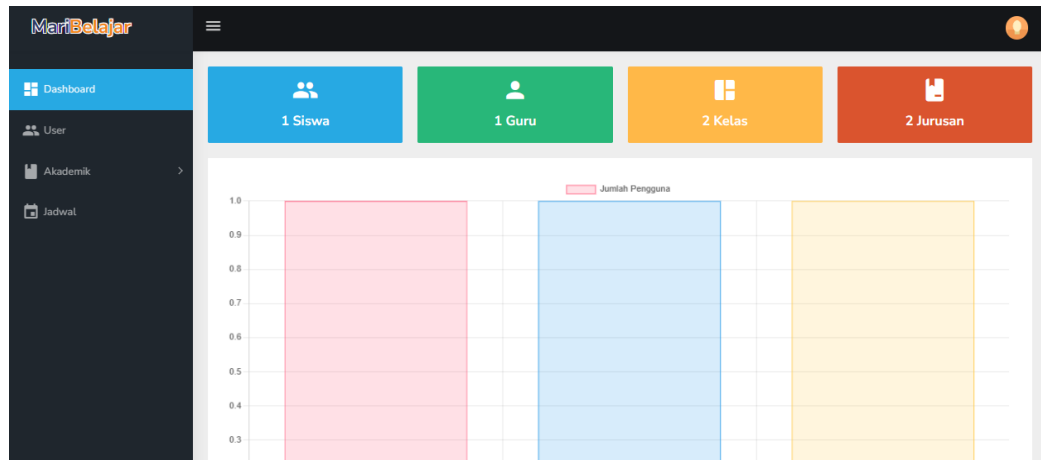 MariBelajar
Dashboard
User
Akademik
Jadwal
1 Siswa
1 Guru
2 Kelas
2 Jurusan
Jumlah Pengguna
1.0
0.9
0.8
0.7
0.6
0.5
0.4
0.3